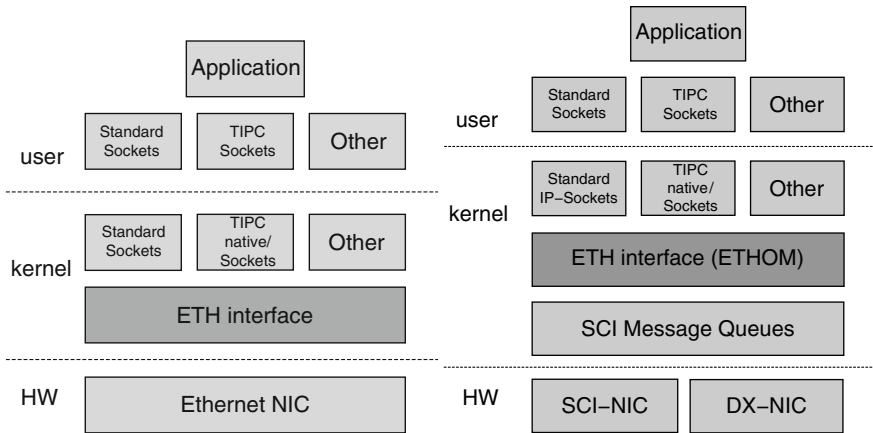 Application
user
Standard
Sockets
TIPC
Sockets
Other
kernel
Standard
Sockets
TIPC
native/
Sockets
Other
ETH interface
HW
Ethernet NIC
Application
user
Standard
Sockets
TIPC
Sockets
Other
kernel
Standard
IP−Sockets
TIPC
native/
Sockets
Other
ETH interface (ETHOM)
SCI Message Queues
HW
SCI−NIC
DX−NIC